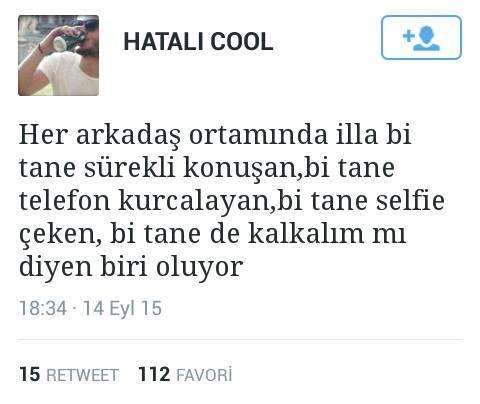 HATALI COOL
Her arkadaş ortamında illa bi
tane sürekli konuşan,bi tane
telefon kurcalayan,bi tane selfie
çeken, bi tane de kalkalım mı
diyen biri oluyor
18:34 · 14 Eyl 15
15 RETWEET 112 FAVORİ